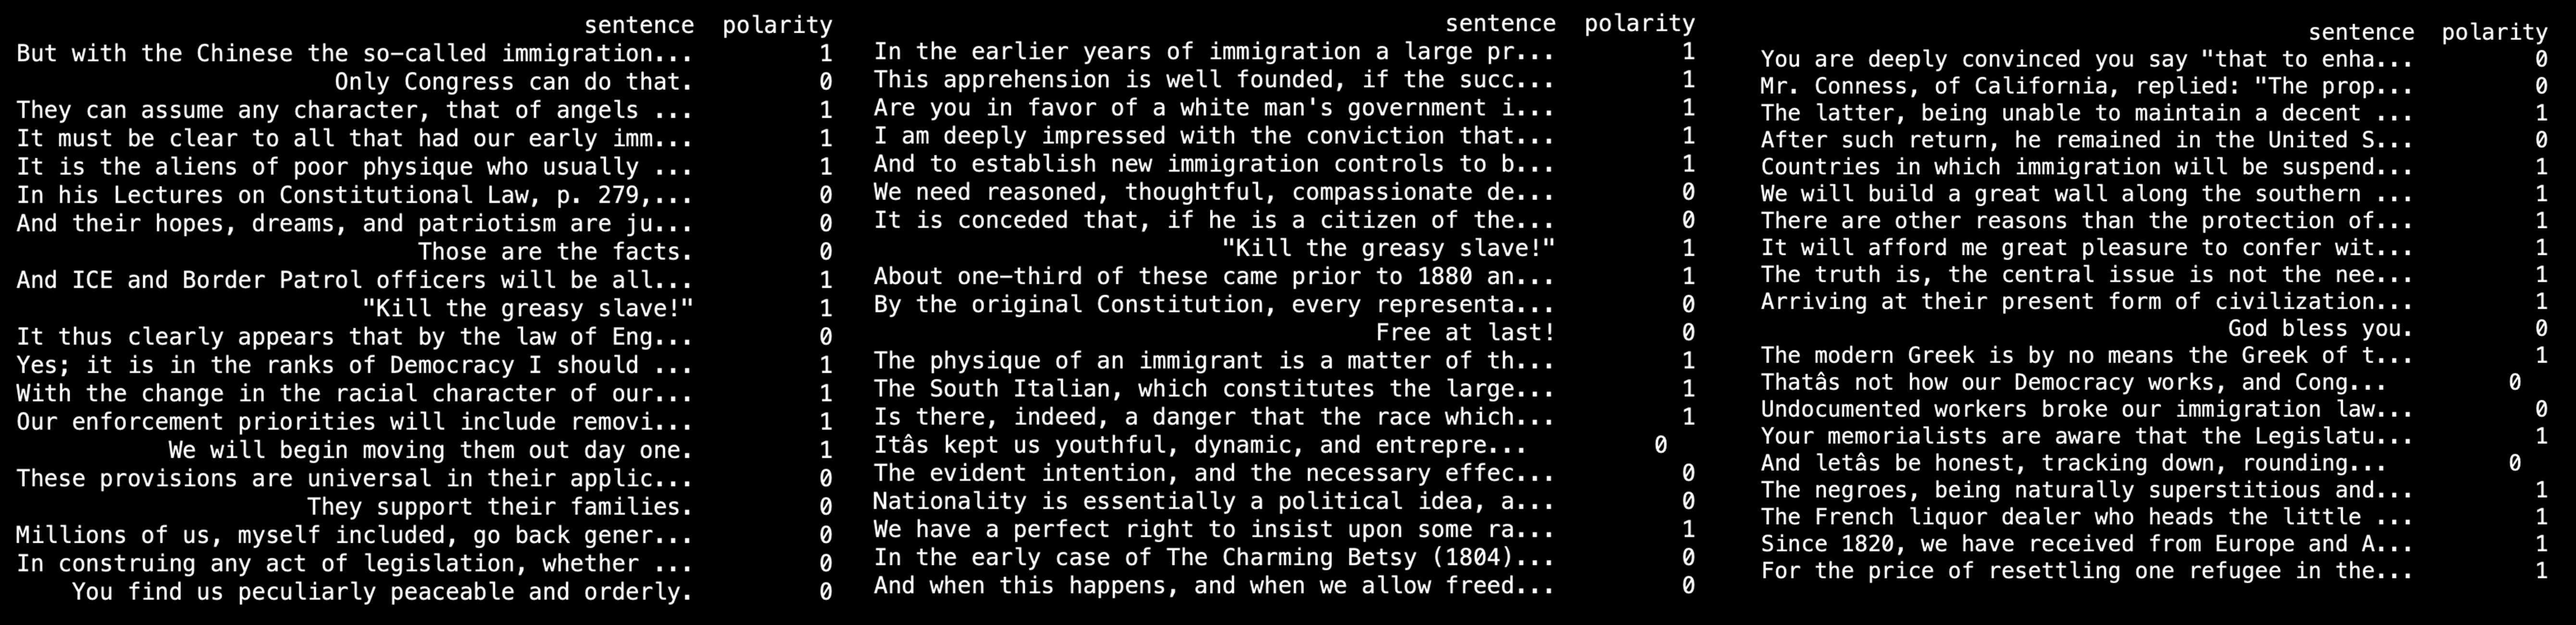 sentence polarity
But with the Chinese the so-called immigration... 1
Only Congress can do that. 0
They can assume any character, that of angels ... 1
It must be clear to all that had our early imm... 1
It is the aliens of poor physique who usually ... 1
In his Lectures on Constitutional Law, p. 279,... 0
And their hopes, dreams, and patriotism are ju... 0
Those are the facts. 0
And ICE and Border Patrol officers will be all... 1
"Kill the greasy slave!" 1
It thus clearly appears that by the law of Eng... 0
Yes; it is in the ranks of Democracy I should ... 1
With the change in the racial character of our... 1
Our enforcement priorities will include removi... 1
We will begin moving them out day one. 1
These provisions are universal in their applic... 0
They support their families. 0
Millions of us, myself included, go back gener... 0
In construing any act of legislation, whether ... 0
You find us peculiarly peaceable and orderly. 0
sentence polarity
In the earlier years of immigration a large pr... 1
This apprehension is well founded, if the succ... 1
Are you in favor of a white man's government i... 1
I am deeply impressed with the conviction that... 1
And to establish new immigration controls to b... 1
We need reasoned, thoughtful, compassionate de... 0
It is conceded that, if he is a citizen of the... 0
"Kill the greasy slave!" 1
About one-third of these came prior to 1880 an... 1
By the original Constitution, every representa... 0
Free at last! 0
The physique of an immigrant is a matter of th... 1
The South Italian, which constitutes the large... 1
Is there, indeed, a danger that the race which... 1
Itâs kept us youthful, dynamic, and entrepre... 0
The evident intention, and the necessary effec... 0
Nationality is essentially a political idea, a... 0
We have a perfect right to insist upon some ra... 1
In the early case of The Charming Betsy (1804)... 0
And when this happens, and when we allow freed... 0
sentence polarity
You are deeply convinced you say "that to enha... 0
Mr. Conness, of California, replied: "The prop... 0
The latter, being unable to maintain a decent ... 1
After such return, he remained in the United S... 0
Countries in which immigration will be suspend... 1
We will build a great wall along the southern ... 1
There are other reasons than the protection of... 1
It will afford me great pleasure to confer wit... 1
The truth is, the central issue is not the nee... 1
Arriving at their present form of civilization... 1
God bless you. 0
The modern Greek is by no means the Greek of t... 1
Thatâs not how our Democracy works, and Cong... 0
Undocumented workers broke our immigration law... 0
Your memorialists are aware that the Legislatu... 1
And letâs be honest, tracking down, rounding... 0
The negroes, being naturally superstitious and... 1
The French liquor dealer who heads the little ... 1
Since 1820, we have received from Europe and A... 1
For the price of resettling one refugee in the... 1